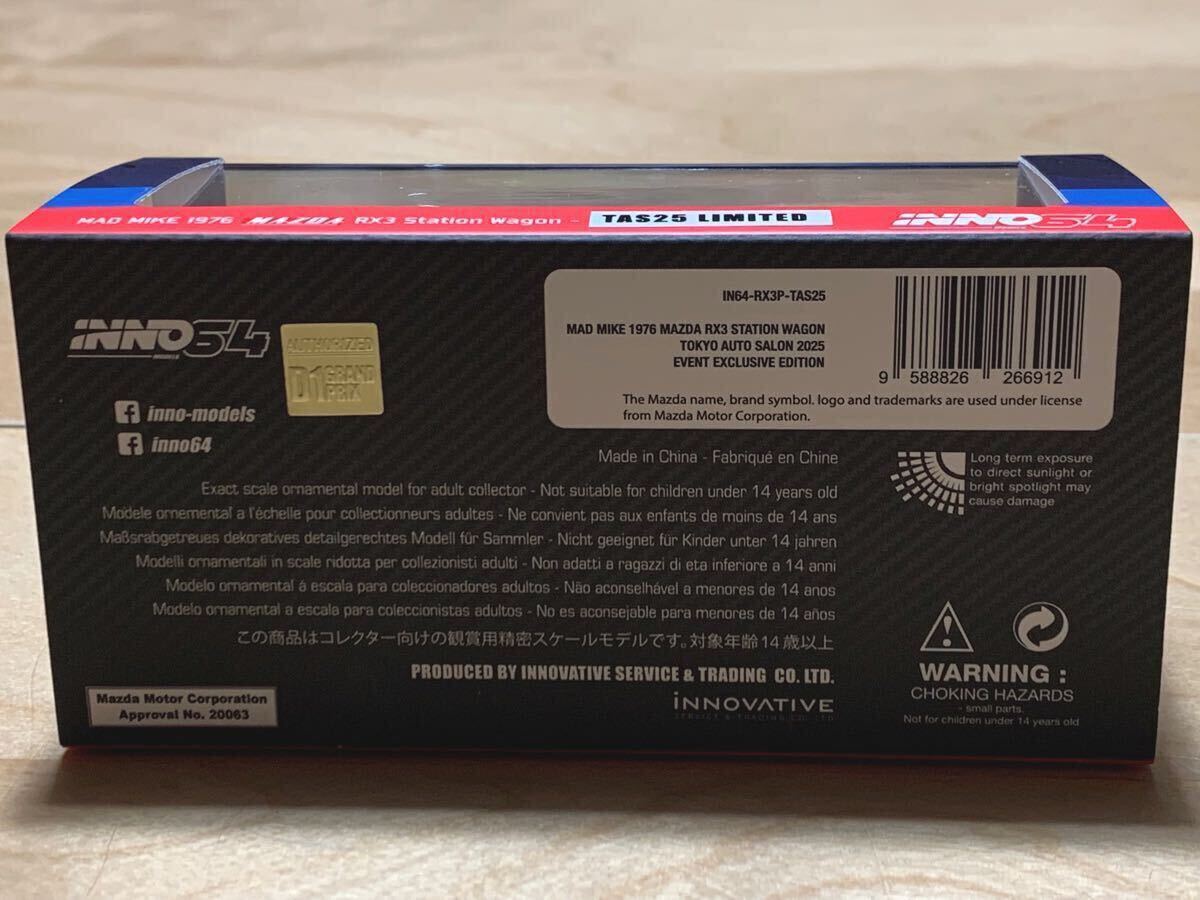 MAD MIKE 1976 MAZDA RX3 Station Wagon - TAS25 LIMITED
INNO64
INNO64
MODELS
AUTHORIZED
D1 GRAND PRIX
inno-models
inno64
IN64-RX3P-TAS25
MAD MIKE 1976 MAZDA RX3 STATION WAGON
TOKYO AUTO SALON 2025
EVENT EXCLUSIVE EDITION
9 588826 266912
The Mazda name, brand symbol. logo and trademarks are used under license
from Mazda Motor Corporation.
Made in China - Fabriqué en Chine
Long term exposure
to direct sunlight or
bright spotlight may
cause damage
Exact scale ornamental model for adult collector - Not suitable for children under 14 years old
Modele ornemental a l'échelle pour collectionneurs adultes - Ne convient pas aux enfants de moins de 14 ans
Maßsrabgetreues dekoratives detailgerechtes Modell für Sammler - Nicht geeignet für Kinder unter 14 jahren
Modelli ornamentali in scale ridotta per collezionisti adulti - Non adatti a ragazzi di eta inferiore a 14 anni
Modelo ornamental á escala para coleccionadores adultos - Não aconselhável a menores de 14 anos
Modelo ornamental a escala para coleccionistas adultos - No es aconsejable para menores de 14 años
この商品はコレクター向けの観賞用精密スケールモデルです。対象年齢14歳以上
PRODUCED BY INNOVATIVE SERVICE & TRADING CO. LTD.
INNOVATIVE
SERVICE & TRADING CO. LTD
Mazda Motor Corporation
Approval No. 20063
WARNING :
CHOKING HAZARDS
- small parts.
Not for children under 14 years old